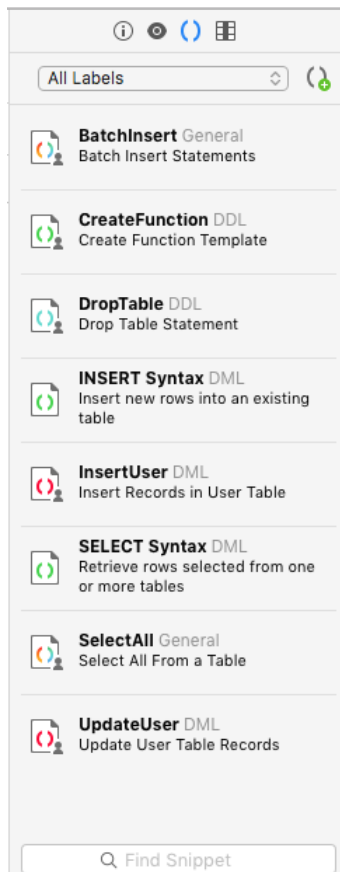 All Labels
BatchInsert General
Batch Insert Statements
CreateFunction DDL
Create Function Template
DropTable DDL
Drop Table Statement
INSERT Syntax DML
Insert new rows into an existing
table
InsertUser DML
Insert Records in User Table
SELECT Syntax DML
Retrieve rows selected from one
or more tables
SelectAll General
Select All From a Table
UpdateUser DML
Update User Table Records
Find Snippet